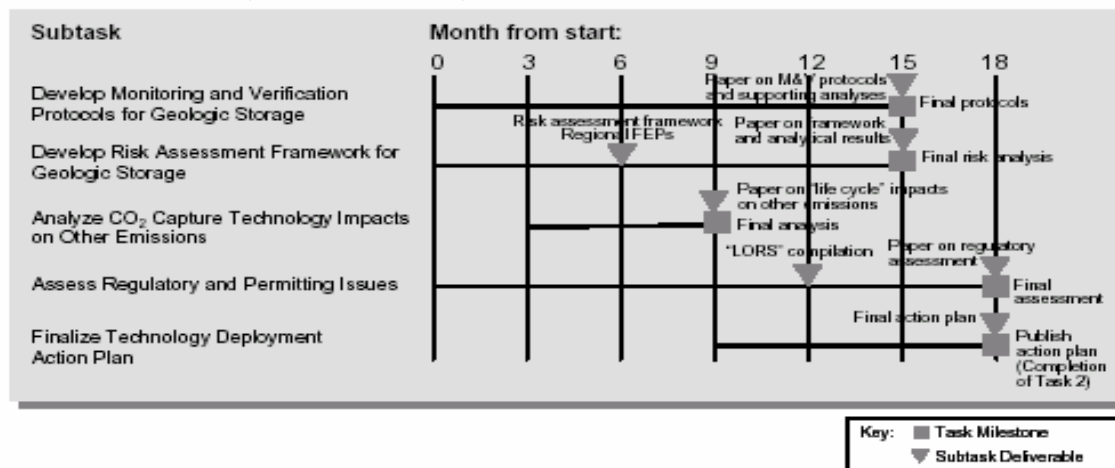 Subtask
Month from start:
0 3 6 9 12 15 18
Develop Monitoring and Verification
Protocols for Geologic Storage
Paper on M&V protocols
and supporting analyses
Final protocols
Risk assessment framework
Regional FEPs
Paper on framework
and analytical results
Develop Risk Assessment Framework for
Geologic Storage
Final risk analysis
Analyze CO₂ Capture Technology Impacts
on Other Emissions
Paper on "life cycle" impacts
on other emissions
Final analysis
"LORS" compilation
Paper on regulatory
assessment
Assess Regulatory and Permitting Issues
Final
assessment
Finalize Technology Deployment
Action Plan
Final action plan
Publish
action plan
(Completion
of Task 2)
Key: Task Milestone
Subtask Deliverable